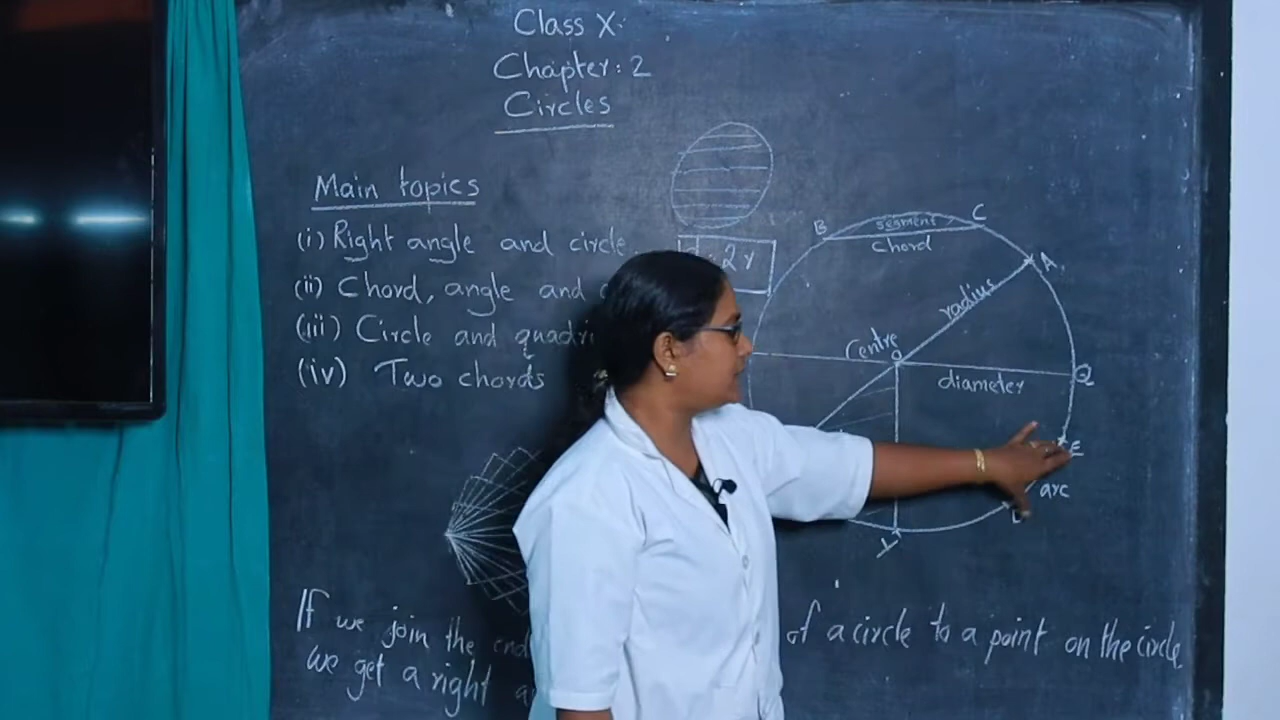 Class X:
Chapter: 2
Circles
Main topics
(i) Right angle and circle
(ii) Chord, angle and
(iii) Circle and quadri
(iv) Two chords
2r
B
segment
C
chord
A
radius
Centre
O
diameter
Q
E
arc
Y
If we join the end of a circle to a point on the circle
we get a right